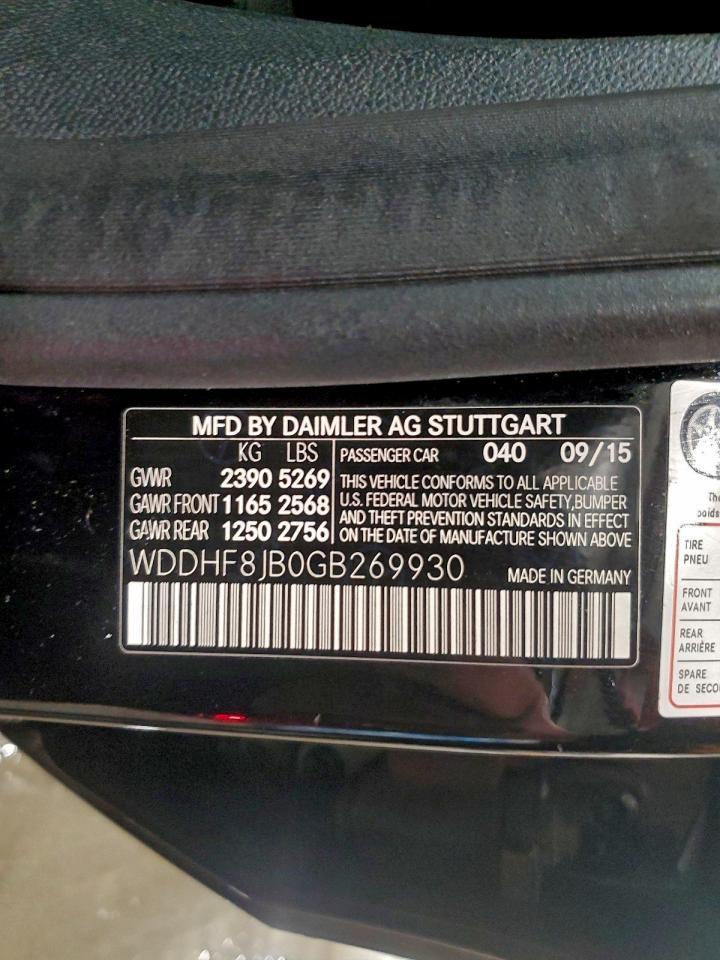 MFD BY DAIMLER AG STUTTGART
KG LBS
GVWR 2390 5269
GAWR FRONT 1165 2568
GAWR REAR 1250 2756
PASSENGER CAR 040 09/15
THIS VEHICLE CONFORMS TO ALL APPLICABLE
U.S. FEDERAL MOTOR VEHICLE SAFETY, BUMPER
AND THEFT PREVENTION STANDARDS IN EFFECT
ON THE DATE OF MANUFACTURE SHOWN ABOVE
WDDHF8JB0GB269930
MADE IN GERMANY
The
poids
TIRE
PNEU
FRONT
AVANT
REAR
ARRIÈRE
SPARE
DE SECO